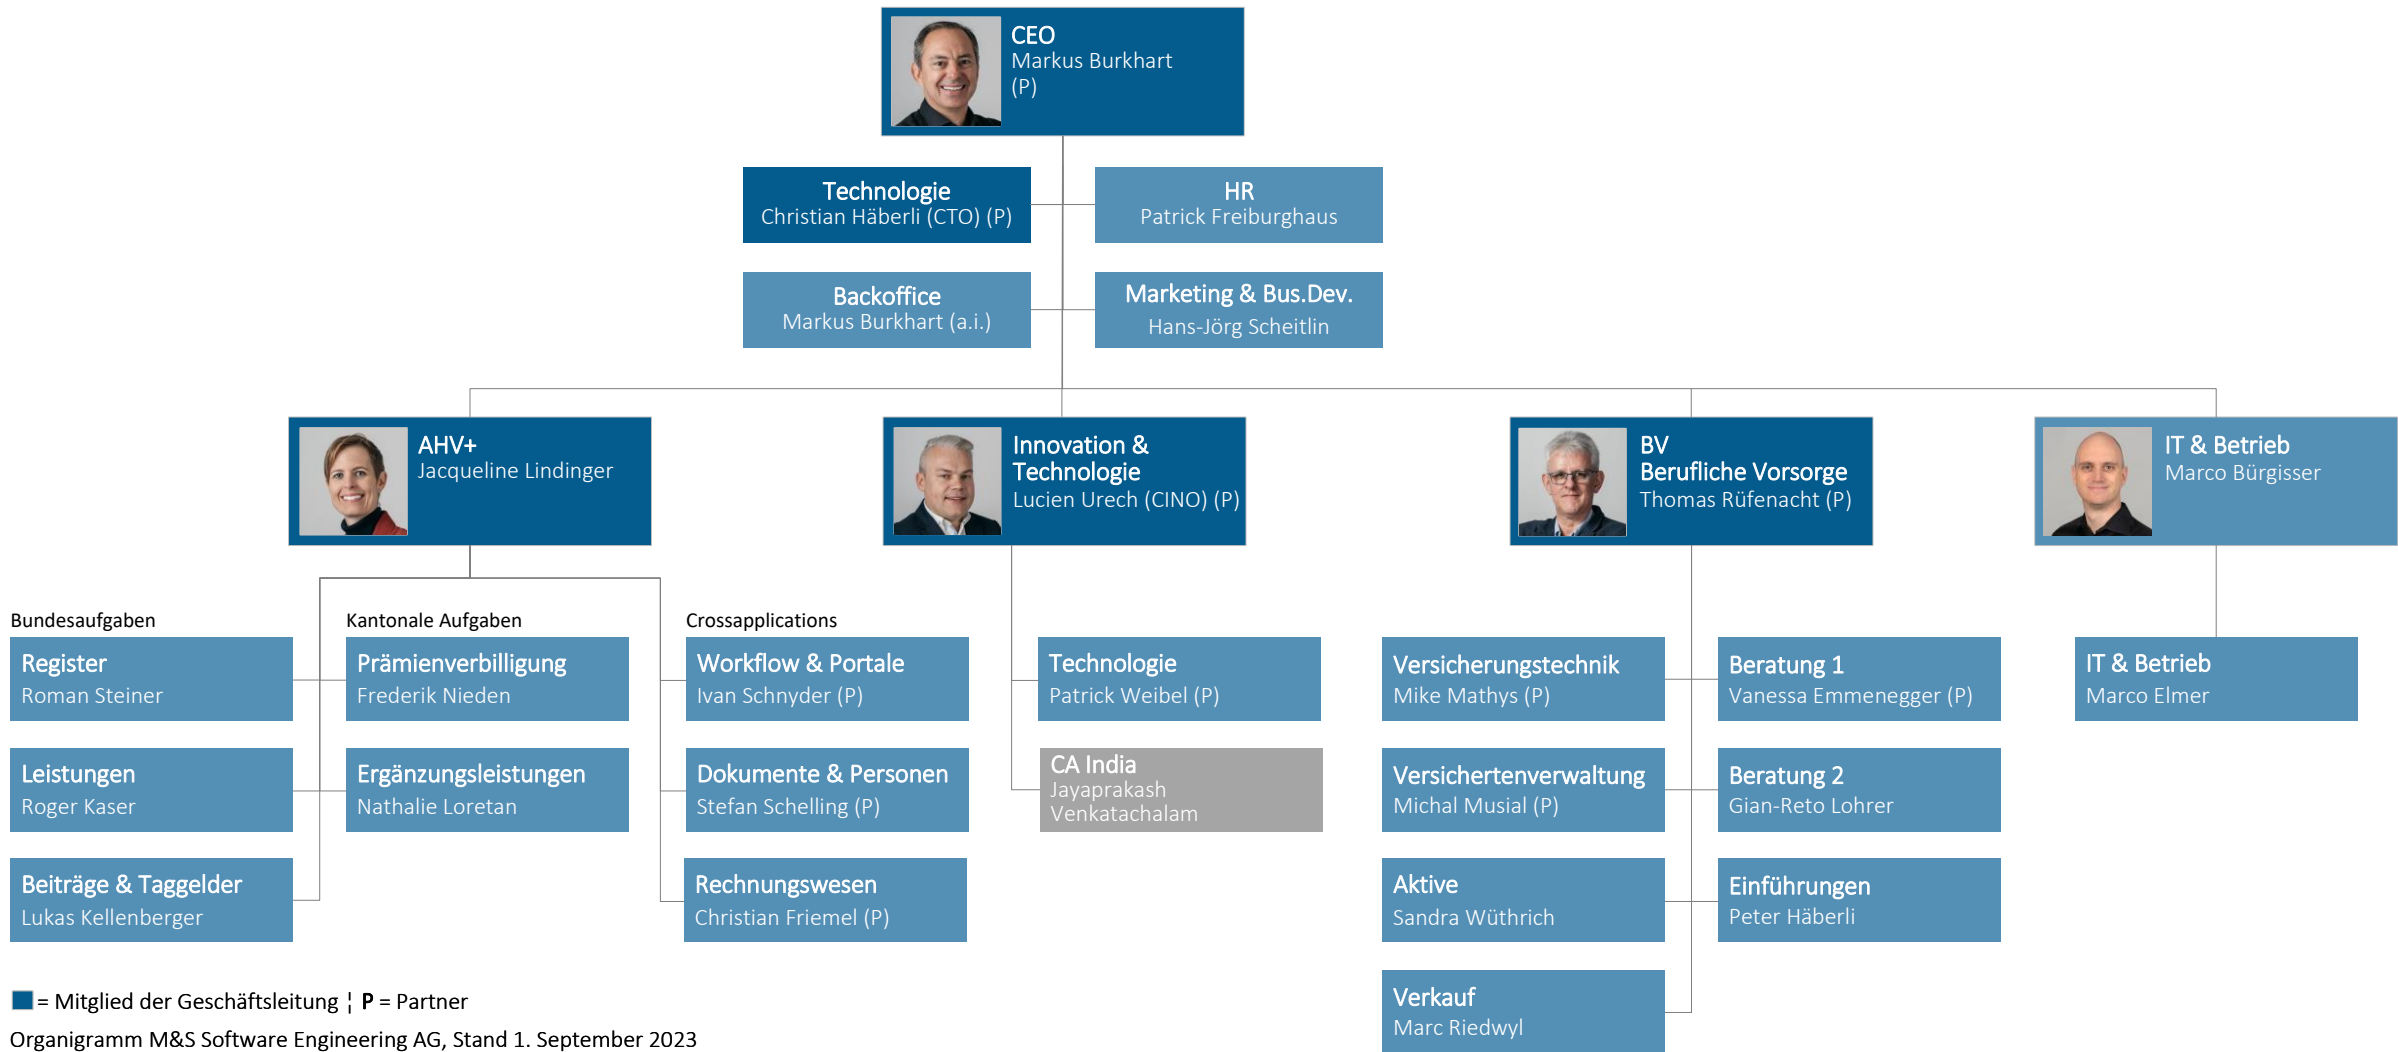 CEO
Markus Burkhart
(P)
Technologie
Christian Häberli (CTO) (P)
HR
Patrick Freiburghaus
Backoffice
Markus Burkhart (a.i.)
Marketing & Bus.Dev.
Hans-Jörg Scheitlin
AHV+
Jacqueline Lindinger
Innovation &
Technologie
Lucien Urech (CINO) (P)
BV
Berufliche Vorsorge
Thomas Rüfenacht (P)
IT & Betrieb
Marco Bürgisser
Bundesaufgaben
Register
Roman Steiner
Leistungen
Roger Kaser
Beiträge & Taggelder
Lukas Kellenberger
Kantonale Aufgaben
Prämienverbilligung
Frederik Nieden
Ergänzungsleistungen
Nathalie Loretan
Crossapplications
Workflow & Portale
Ivan Schnyder (P)
Dokumente & Personen
Stefan Schelling (P)
Rechnungswesen
Christian Friemel (P)
Technologie
Patrick Weibel (P)
CA India
Jayaprakash
Venkatachalam
Versicherungstechnik
Mike Mathys (P)
Versichertenverwaltung
Michal Musial (P)
Aktive
Sandra Wüthrich
Verkauf
Marc Riedwyl
Beratung 1
Vanessa Emmenegger (P)
Beratung 2
Gian-Reto Lohrer
Einführungen
Peter Häberli
IT & Betrieb
Marco Elmer
= Mitglied der Geschäftsleitung ¦ P = Partner
Organigramm M&S Software Engineering AG, Stand 1. September 2023